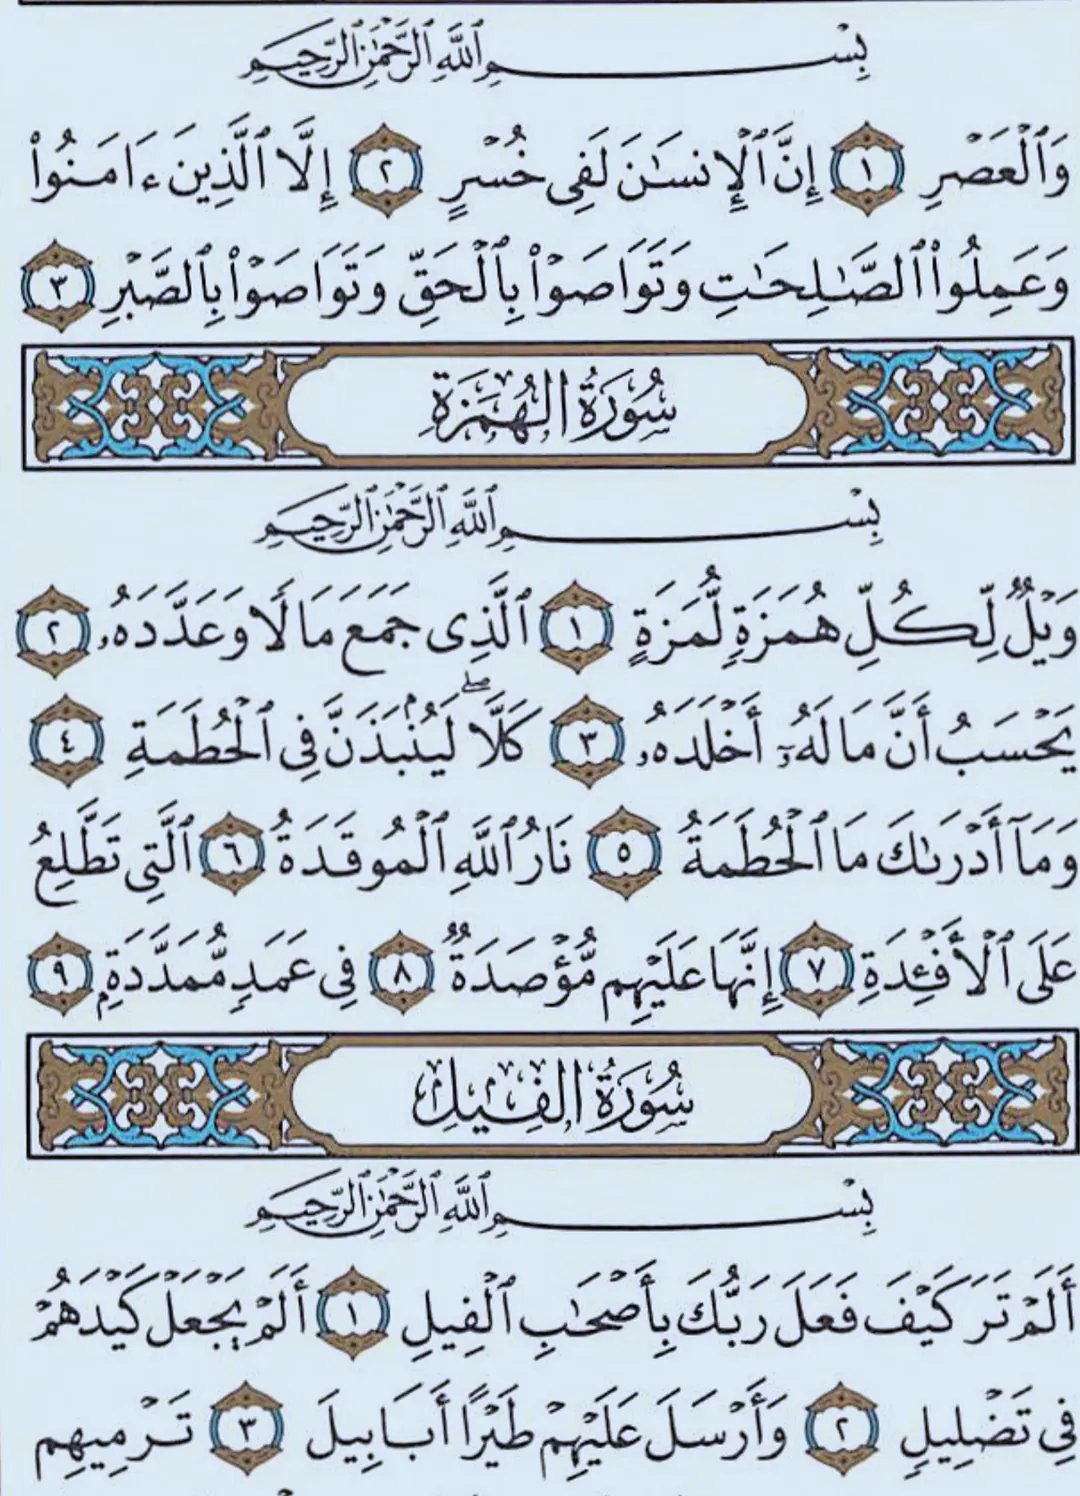 بِسْمِ ٱللَّهِ ٱلرَّحْمَٰنِ ٱلرَّحِيمِ
وَٱلْعَصْرِ ١ إِنَّ ٱلْإِنسَٰنَ لَفِى خُسْرٍ ٢ إِلَّا ٱلَّذِينَ ءَامَنُوا۟
وَعَمِلُوا۟ ٱلصَّٰلِحَٰتِ وَتَوَاصَوْا۟ بِٱلْحَقِّ وَتَوَاصَوْا۟ بِٱلصَّبْرِ ٣
سُورَةُ الهُمَزَةِ
بِسْمِ ٱللَّهِ ٱلرَّحْمَٰنِ ٱلرَّحِيمِ
وَيْلٌ لِّكُلِّ هُمَزَةٍ لُّمَزَةٍ ١ ٱلَّذِى جَمَعَ مَالًا وَعَدَّدَهُۥ ٢
يَحْسَبُ أَنَّ مَالَهُۥٓ أَخْلَدَهُۥ ٣ كَلَّا ۖ لَيُنۢبَذَنَّ فِى ٱلْحُطَمَةِ ٤
وَمَآ أَدْرَىٰكَ مَا ٱلْحُطَمَةُ ٥ نَارُ ٱللَّهِ ٱلْمُوقَدَةُ ٦ ٱلَّتِى تَطَّلِعُ
عَلَى ٱلْأَفْـِٔدَةِ ٧ إِنَّهَا عَلَيْهِم مُّؤْصَدَةٌ ٨ فِى عَمَدٍ مُّمَدَّدَةٍۭ ٩
سُورَةُ الفِيلِ
بِسْمِ ٱللَّهِ ٱلرَّحْمَٰنِ ٱلرَّحِيمِ
أَلَمْ تَرَ كَيْفَ فَعَلَ رَبُّكَ بِأَصْحَٰبِ ٱلْفِيلِ ١ أَلَمْ يَجْعَلْ كَيْدَهُمْ
فِى تَضْلِيلٍ ٢ وَأَرْسَلَ عَلَيْهِمْ طَيْرًا أَبَابِيلَ ٣ تَرْمِيهِم